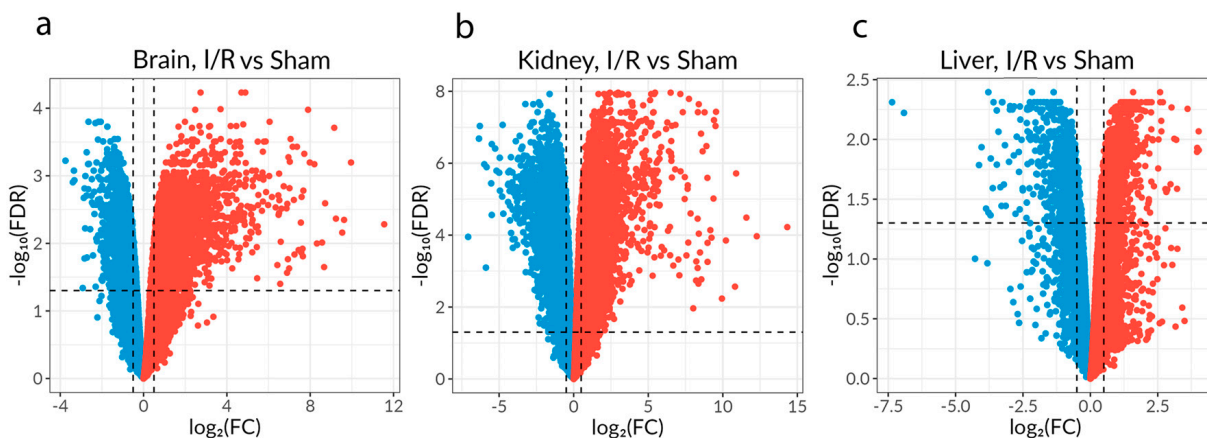 a
Brain, I/R vs Sham
-log₁₀(FDR)
4
3
2
1
0
-4
0
4
8
12
log₂(FC)
b
Kidney, I/R vs Sham
-log₁₀(FDR)
8
6
4
2
0
-5
0
5
10
15
log₂(FC)
c
Liver, I/R vs Sham
-log₁₀(FDR)
2.5
2.0
1.5
1.0
0.5
0.0
-7.5
-5.0
-2.5
0.0
2.5
log₂(FC)